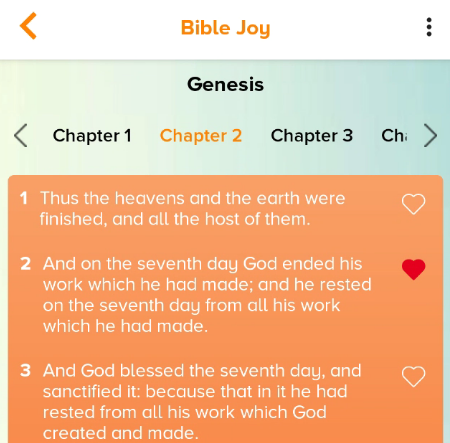 Bible Joy
Genesis
Chapter 1 Chapter 2 Chapter 3
1 Thus the heavens and the earth were
finished, and all the host of them.
2 And on the seventh day God ended his
work which he had made; and he rested
on the seventh day from all his work
which he had made.
3 And God blessed the seventh day, and
sanctified it: because that in it he had
rested from all his work which God
created and made.